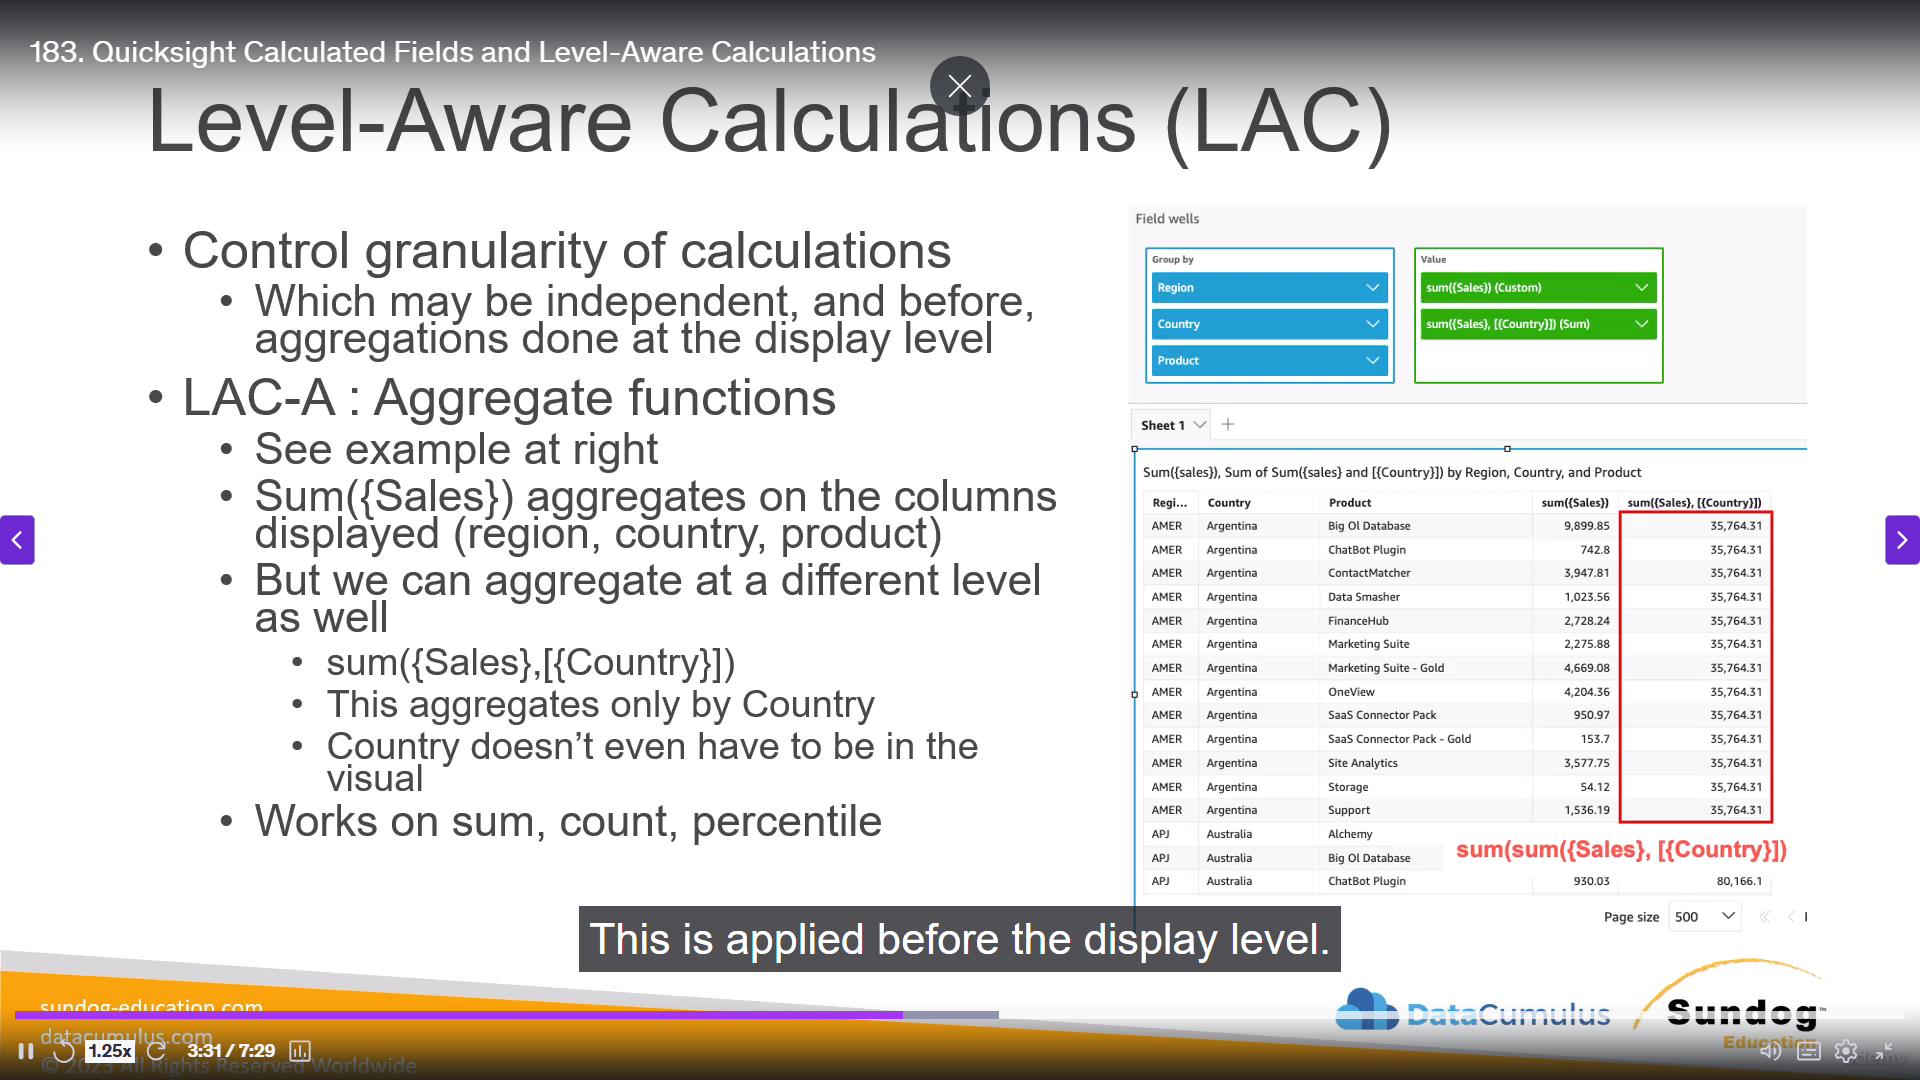 183. Quicksight Calculated Fields and Level-Aware Calculations
Level-Aware Calculations (LAC)
• Control granularity of calculations
• Which may be independent, and before,
aggregations done at the display level
• LAC-A : Aggregate functions
• See example at right
• Sum({Sales}) aggregates on the columns
displayed (region, country, product)
• But we can aggregate at a different level
as well
• sum({Sales},[{Country}])
• This aggregates only by Country
• Country doesn’t even have to be in the
visual
• Works on sum, count, percentile
Field wells
Group by
Region
Country
Product
Value
sum({Sales}) (Custom)
sum({Sales}, [{Country}]) (Sum)
Sheet 1
Sum({sales}), Sum of Sum({sales} and [{Country}]) by Region, Country, and Product
Regi... Country Product sum({Sales}) sum({Sales}, [{Country}])
AMER Argentina Big Ol Database 9,899.85 35,764.31
AMER Argentina ChatBot Plugin 742.8 35,764.31
AMER Argentina ContactMatcher 3,947.81 35,764.31
AMER Argentina Data Smasher 1,023.56 35,764.31
AMER Argentina FinanceHub 2,728.24 35,764.31
AMER Argentina Marketing Suite 2,275.88 35,764.31
AMER Argentina Marketing Suite - Gold 4,669.08 35,764.31
AMER Argentina OneView 4,204.36 35,764.31
AMER Argentina SaaS Connector Pack 950.97 35,764.31
AMER Argentina SaaS Connector Pack - Gold 153.7 35,764.31
AMER Argentina Site Analytics 3,577.75 35,764.31
AMER Argentina Storage 54.12 35,764.31
AMER Argentina Support 1,536.19 35,764.31
APJ Australia Alchemy
APJ Australia Big Ol Database
APJ Australia ChatBot Plugin 930.03 80,166.1
sum(sum({Sales}, [{Country}])
Page size 500
This is applied before the display level.
sundog-education.com
datacumulus.com
© 2023 All Rights Reserved Worldwide
1.25x
3:31 / 7:29
DataCumulus
Sundog™
Education
udemy